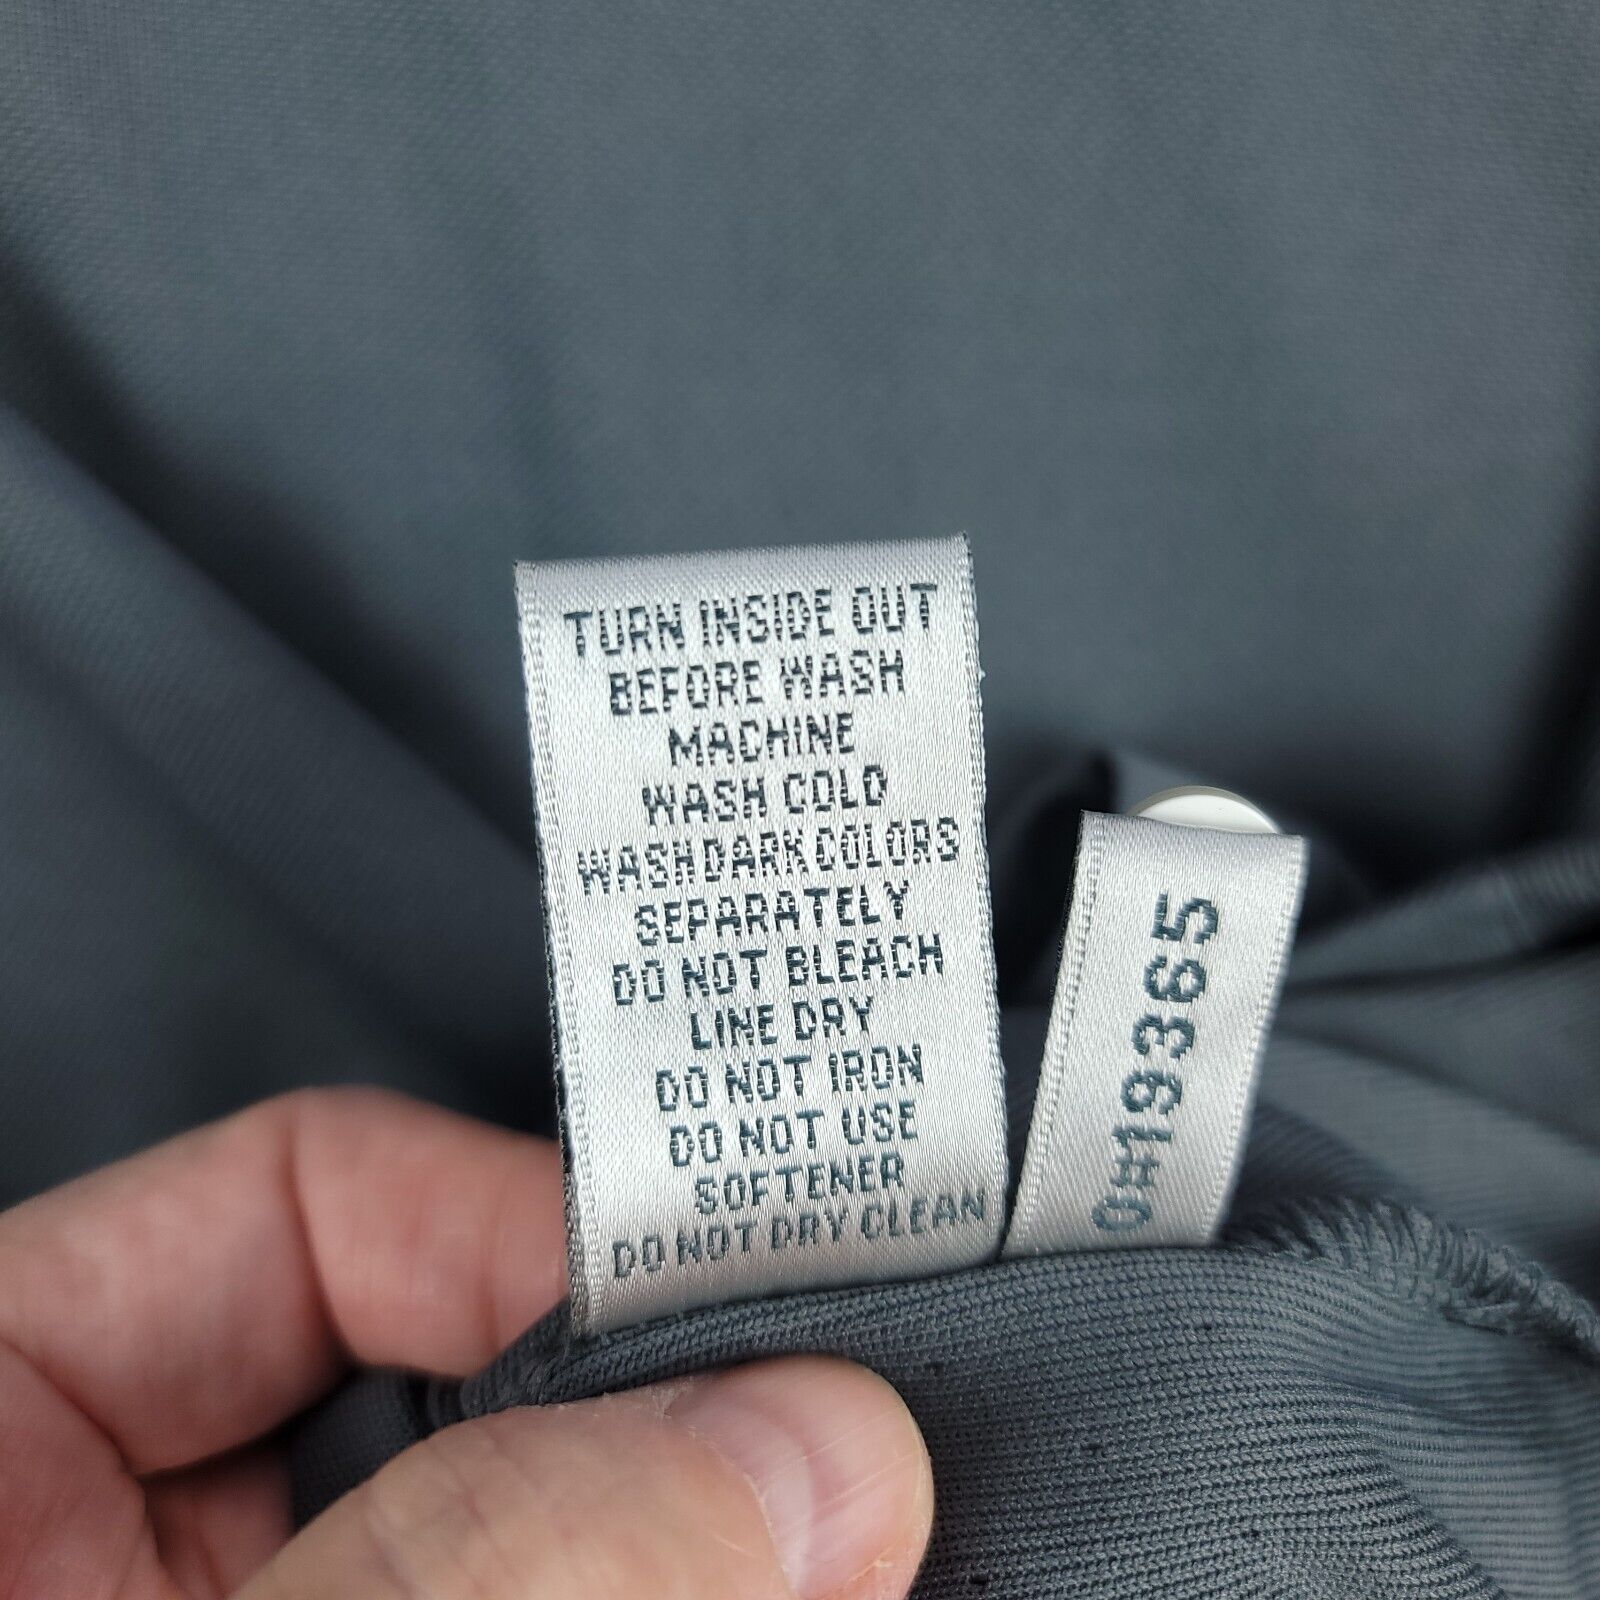 TURN INSIDE OUT
BEFORE WASH
MACHINE
WASH COLD
WASH DARK COLORS
SEPARATELY
DO NOT BLEACH
LINE DRY
DO NOT IRON
DO NOT USE
SOFTENER
DO NOT DRY CLEAN
O#19365